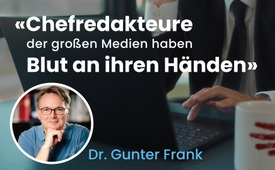 «Chefredakteure
der großen Medien haben
Blut an ihren Händen»
Dr. Gunter Frank